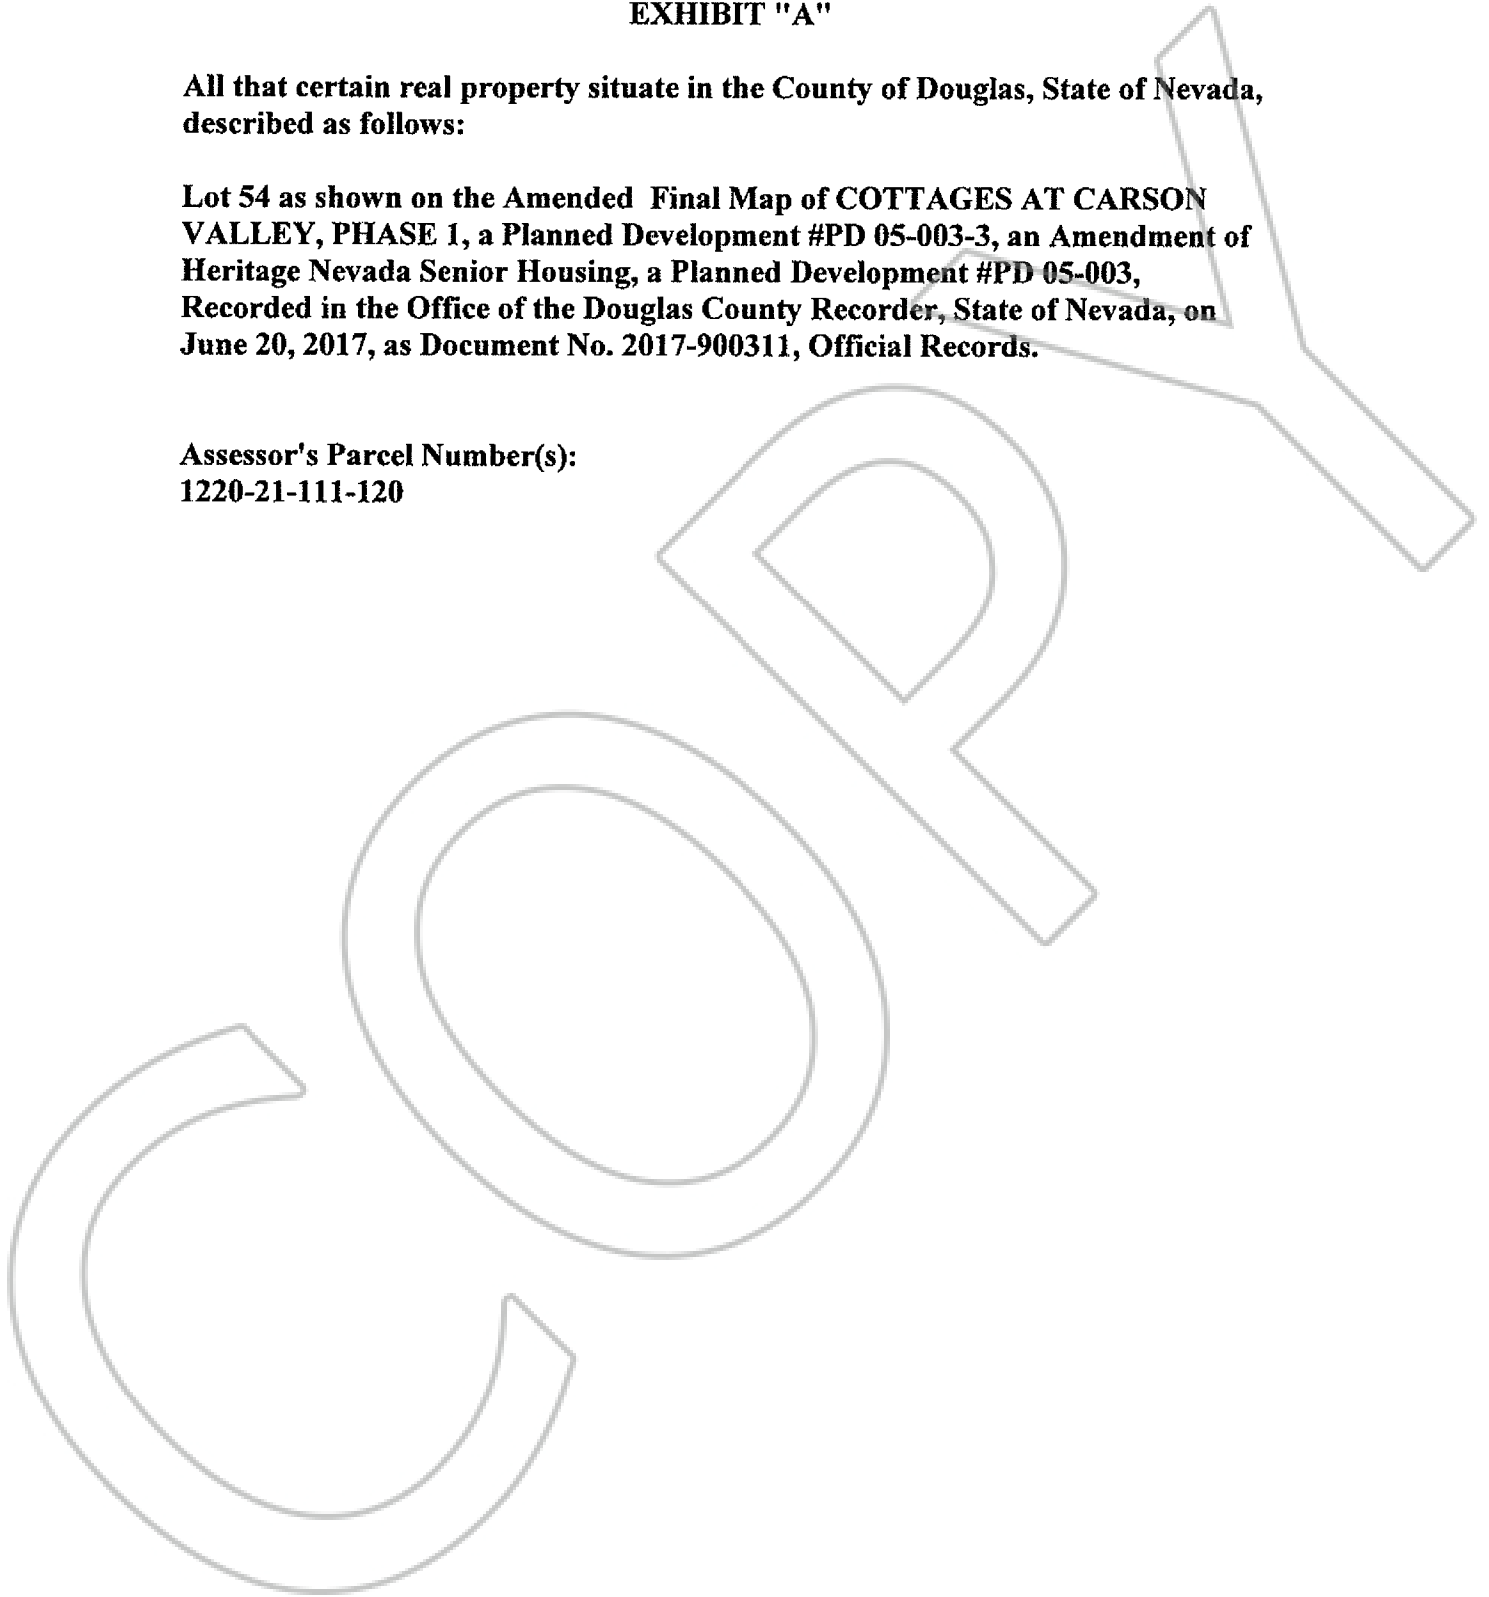 EXHIBIT "A"
All that certain real property situate in the County of Douglas, State of Nevada,
described as follows:
Lot 54 as shown on the Amended Final Map of COTTAGES AT CARSON
VALLEY, PHASE 1, a Planned Development #PD 05-003-3, an Amendment of
Heritage Nevada Senior Housing, a Planned Development #PD 05-003,
Recorded in the Office of the Douglas County Recorder, State of Nevada, on
June 20, 2017, as Document No. 2017-900311, Official Records.
Assessor's Parcel Number(s):
1220-21-111-120
COPY